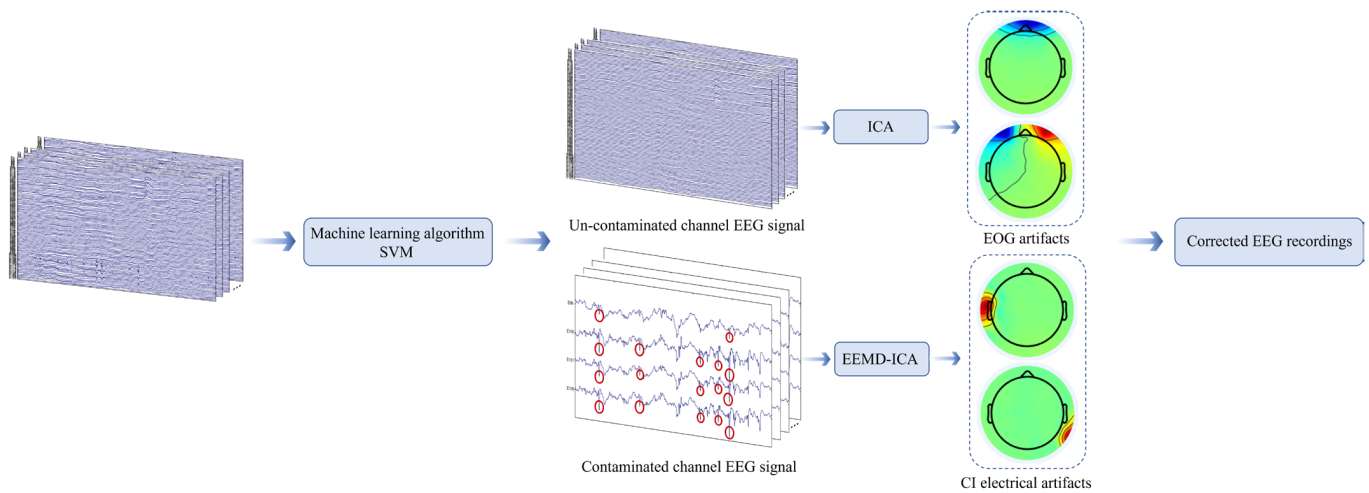 Machine learning algorithm
SVM
Un-contaminated channel EEG signal
ICA
EOG artifacts
Contaminated channel EEG signal
EEMD-ICA
CI electrical artifacts
Corrected EEG recordings